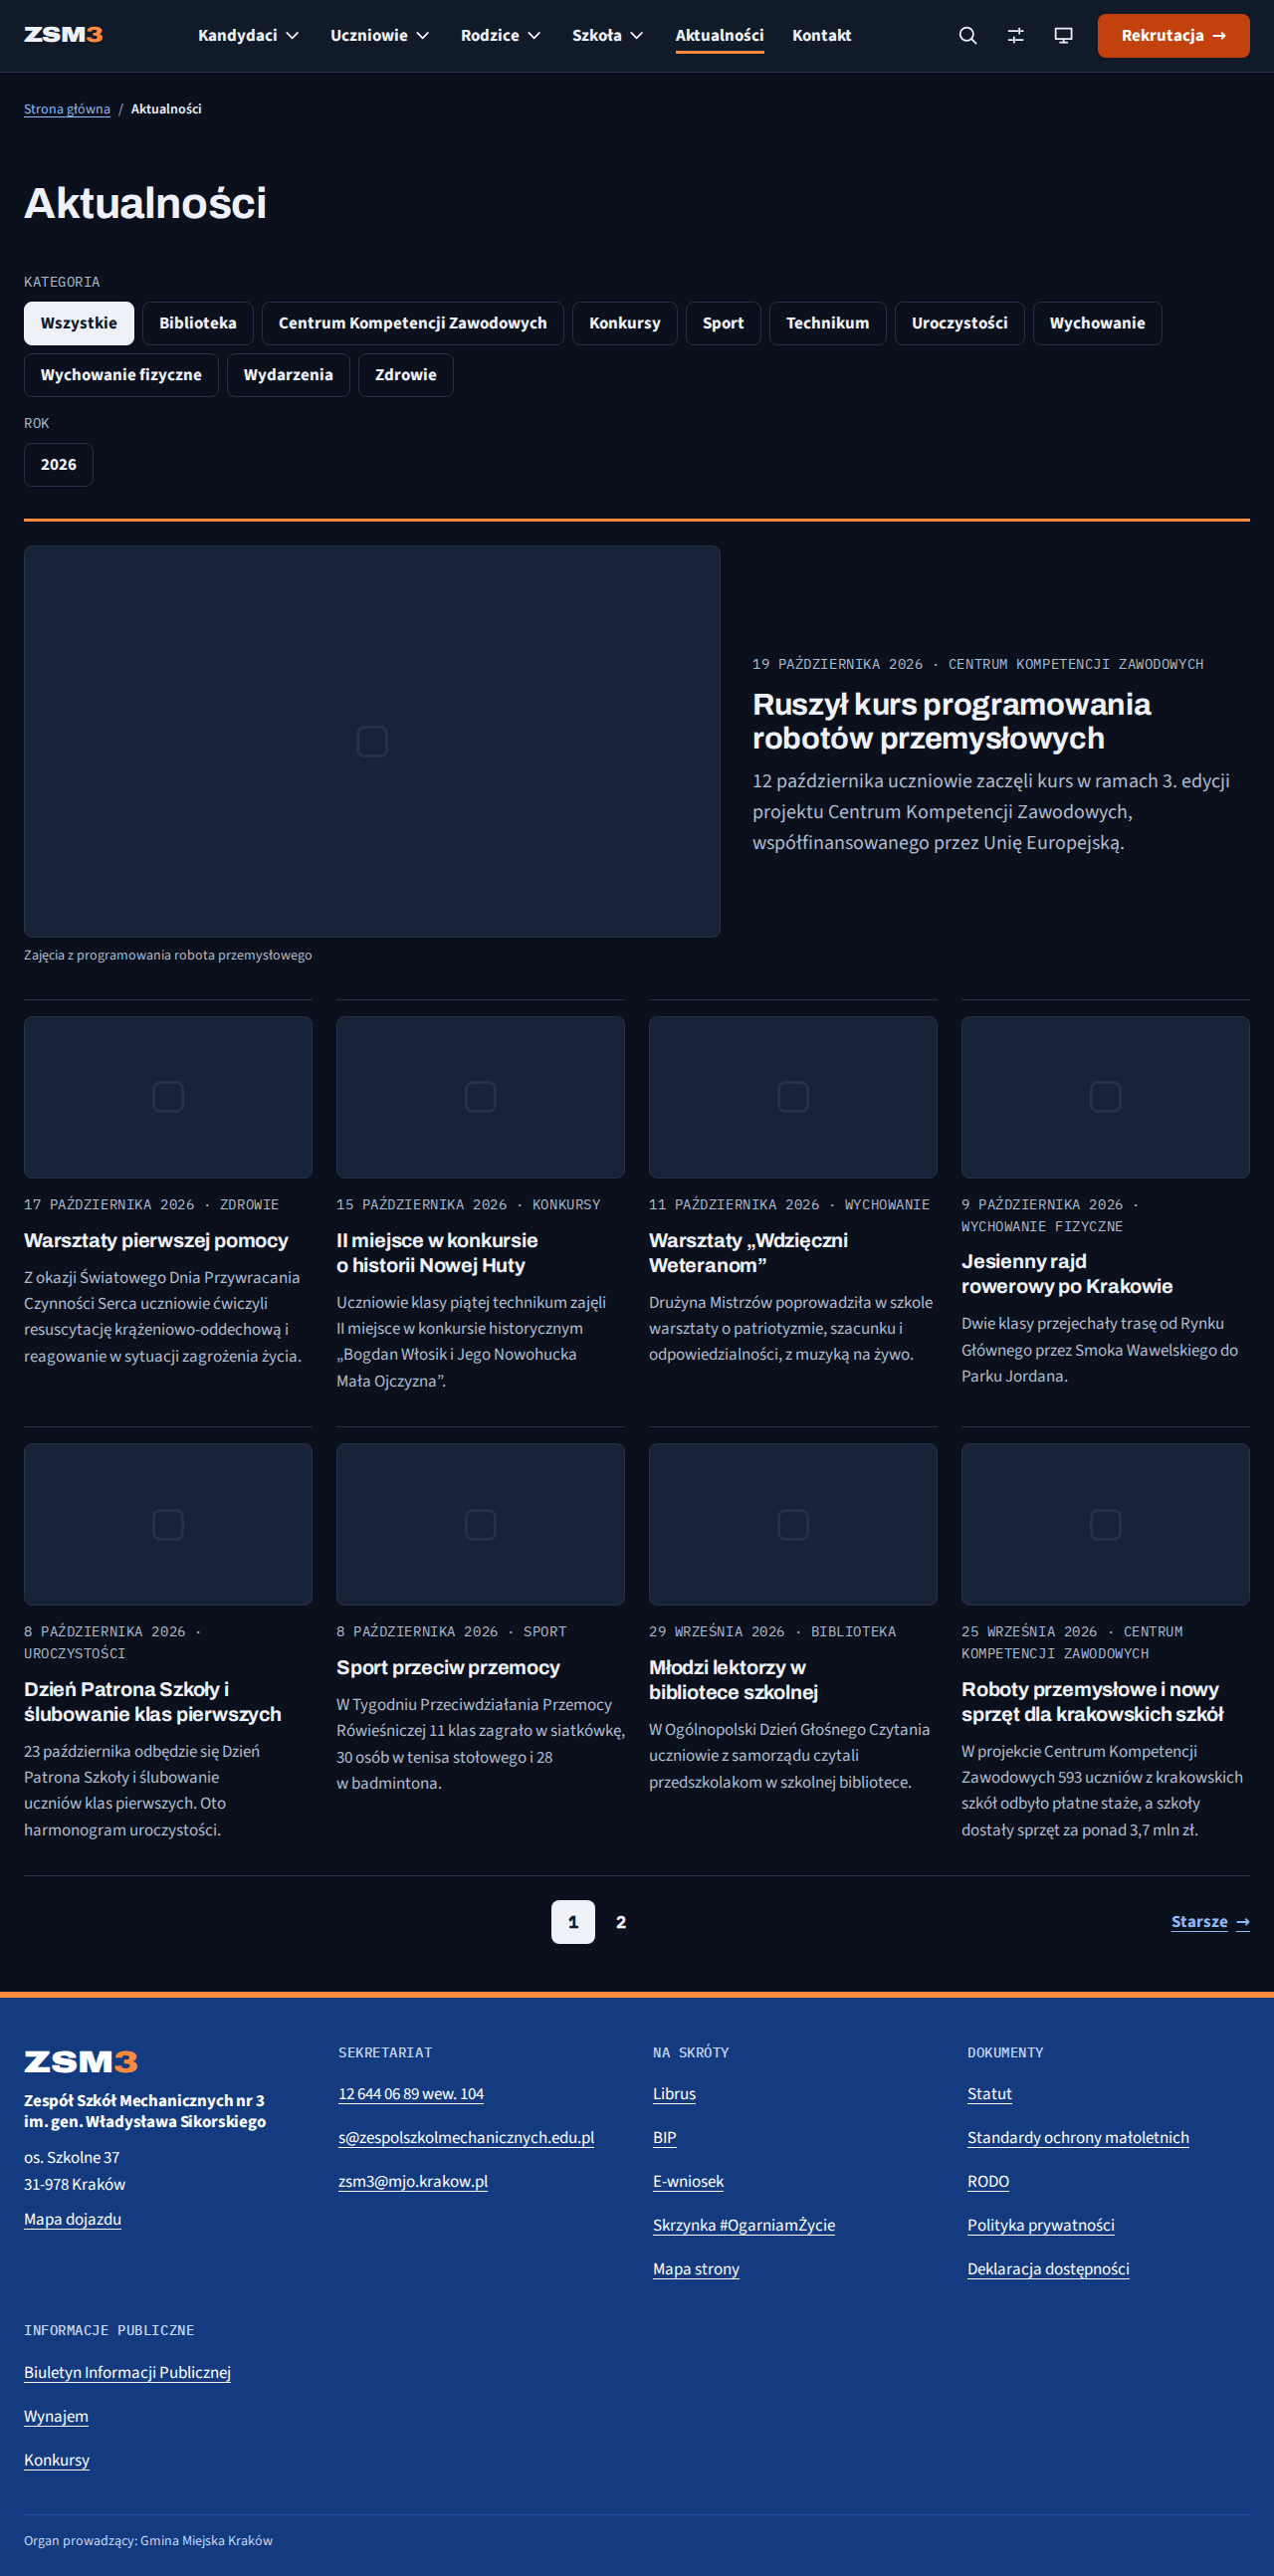 ZSM3
Kandydaci
Uczniowie
Rodzice
Szkoła
Aktualności
Kontakt
Rekrutacja →
Strona główna / Aktualności
Aktualności
KATEGORIA
Wszystkie
Biblioteka
Centrum Kompetencji Zawodowych
Konkursy
Sport
Technikum
Uroczystości
Wychowanie
Wychowanie fizyczne
Wydarzenia
Zdrowie
ROK
2026
19 PAŹDZIERNIKA 2026 · CENTRUM KOMPETENCJI ZAWODOWYCH
Ruszył kurs programowania
robotów przemysłowych
12 października uczniowie zaczęli kurs w ramach 3. edycji
projektu Centrum Kompetencji Zawodowych,
współfinansowanego przez Unię Europejską.
Zajęcia z programowania robota przemysłowego
17 PAŹDZIERNIKA 2026 · ZDROWIE
Warsztaty pierwszej pomocy
Z okazji Światowego Dnia Przywracania
Czynności Serca uczniowie ćwiczyli
resuscytację krążeniowo-oddechową i
reagowanie w sytuacji zagrożenia życia.
15 PAŹDZIERNIKA 2026 · KONKURSY
II miejsce w konkursie
o historii Nowej Huty
Uczniowie klasy piątej technikum zajęli
II miejsce w konkursie historycznym
„Bogdan Włosik i Jego Nowohucka
Mała Ojczyzna”.
11 PAŹDZIERNIKA 2026 · WYCHOWANIE
Warsztaty „Wdzięczni
Weteranom”
Drużyna Mistrzów poprowadziła w szkole
warsztaty o patriotyzmie, szacunku i
odpowiedzialności, z muzyką na żywo.
9 PAŹDZIERNIKA 2026 ·
WYCHOWANIE FIZYCZNE
Jesienny rajd
rowerowy po Krakowie
Dwie klasy przejechały trasę od Rynku
Głównego przez Smoka Wawelskiego do
Parku Jordana.
8 PAŹDZIERNIKA 2026 ·
UROCZYSTOŚCI
Dzień Patrona Szkoły i
ślubowanie klas pierwszych
23 października odbędzie się Dzień
Patrona Szkoły i ślubowanie
uczniów klas pierwszych. Oto
harmonogram uroczystości.
8 PAŹDZIERNIKA 2026 · SPORT
Sport przeciw przemocy
W Tygodniu Przeciwdziałania Przemocy
Rówieśniczej 11 klas zagrało w siatkówkę,
30 osób w tenisa stołowego i 28
w badmintona.
29 WRZEŚNIA 2026 · BIBLIOTEKA
Młodzi lektorzy w
bibliotece szkolnej
W Ogólnopolski Dzień Głośnego Czytania
uczniowie z samorządu czytali
przedszkolakom w szkolnej bibliotece.
25 WRZEŚNIA 2026 · CENTRUM
KOMPETENCJI ZAWODOWYCH
Roboty przemysłowe i nowy
sprzęt dla krakowskich szkół
W projekcie Centrum Kompetencji
Zawodowych 593 uczniów z krakowskich
szkół odbyło płatne staże, a szkoły
dostały sprzęt za ponad 3,7 mln zł.
1
2
Starsze →
ZSM3
Zespół Szkół Mechanicznych nr 3
im. gen. Władysława Sikorskiego
os. Szkolne 37
31-978 Kraków
Mapa dojazdu
SEKRETARIAT
12 644 06 89 wew. 104
s@zespolszkolmechanicznych.edu.pl
zsm3@mjo.krakow.pl
NA SKRÓTY
Librus
BIP
E-wniosek
Skrzynka #OgarniamŻycie
Mapa strony
DOKUMENTY
Statut
Standardy ochrony małoletnich
RODO
Polityka prywatności
Deklaracja dostępności
INFORMACJE PUBLICZNE
Biuletyn Informacji Publicznej
Wynajem
Konkursy
Organ prowadzący: Gmina Miejska Kraków